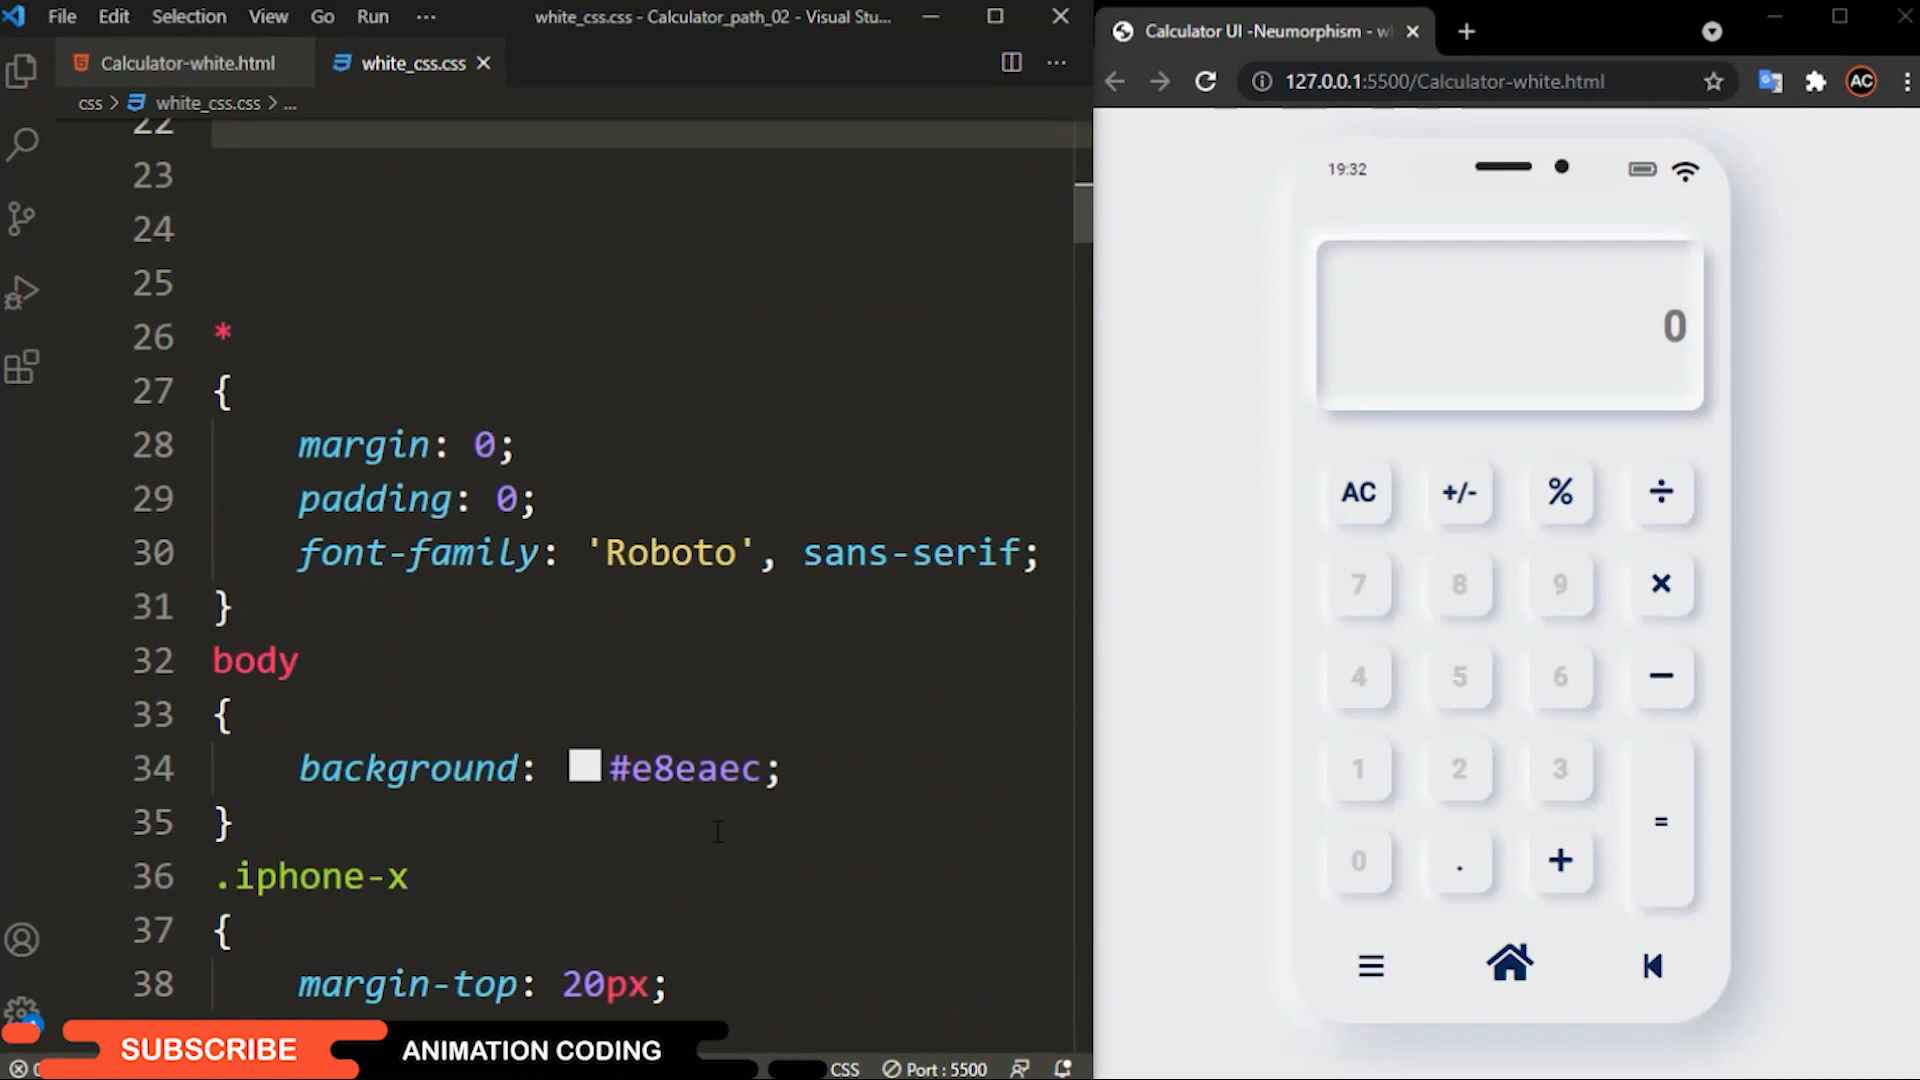 File Edit Selection View Go Run ··· white_css.css - Calculator_path_02 - Visual Stu...
Calculator-white.html white_css.css
css > white_css.css > ...
22
23
24
25
26 *
27 {
28 margin: 0;
29 padding: 0;
30 font-family: 'Roboto', sans-serif;
31 }
32 body
33 {
34 background: #e8eaec;
35 }
36 .iphone-x
37 {
38 margin-top: 20px;
SUBSCRIBE ANIMATION CODING
CSS Port : 5500
Calculator UI -Neumorphism - wh
127.0.0.1:5500/Calculator-white.html AC
19:32
0
AC +/- % ÷
7 8 9 ×
4 5 6 −
1 2 3
=
0 . +